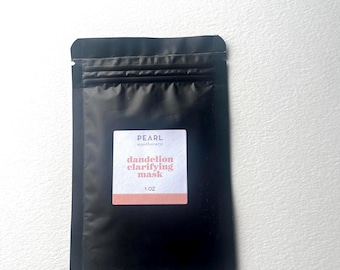 PEARL
apothecary
dandelion
clarifying
mask
1 OZ